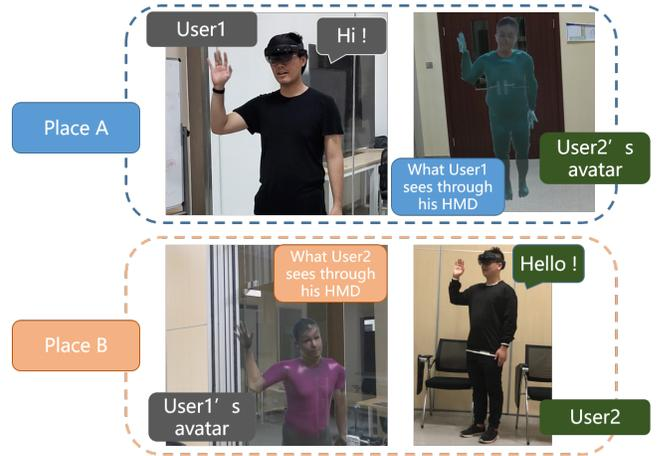 User1
Hi !
Place A
What User1
sees through
his HMD
User2’s
avatar
What User2
sees through
his HMD
Hello !
Place B
User1’s
avatar
User2